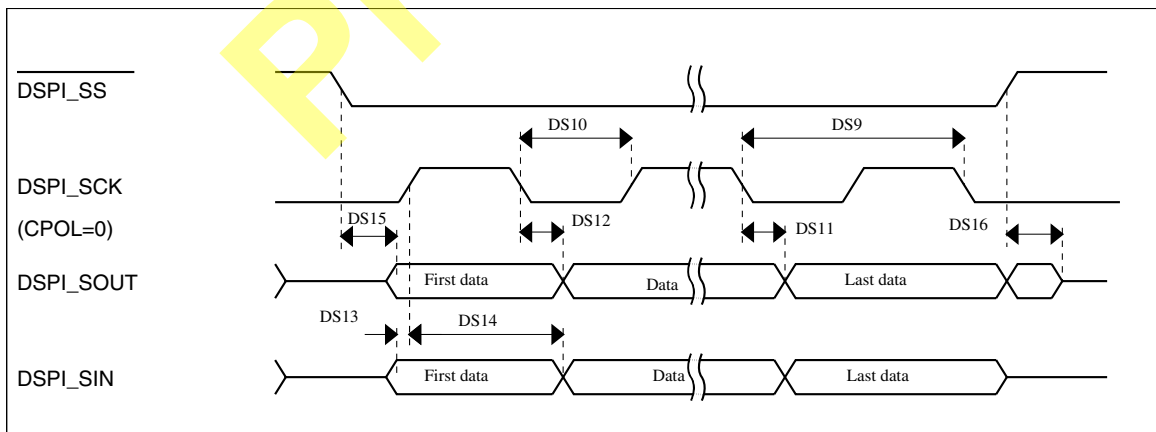 DSPI_SS
DS10
DS9
DSPI_SCK
(CPOL=0)
DS15
DS12
DS11
DS16
DSPI_SOUT
First data
Data
Last data
DS13
DS14
DSPI_SIN
First data
Data
Last data